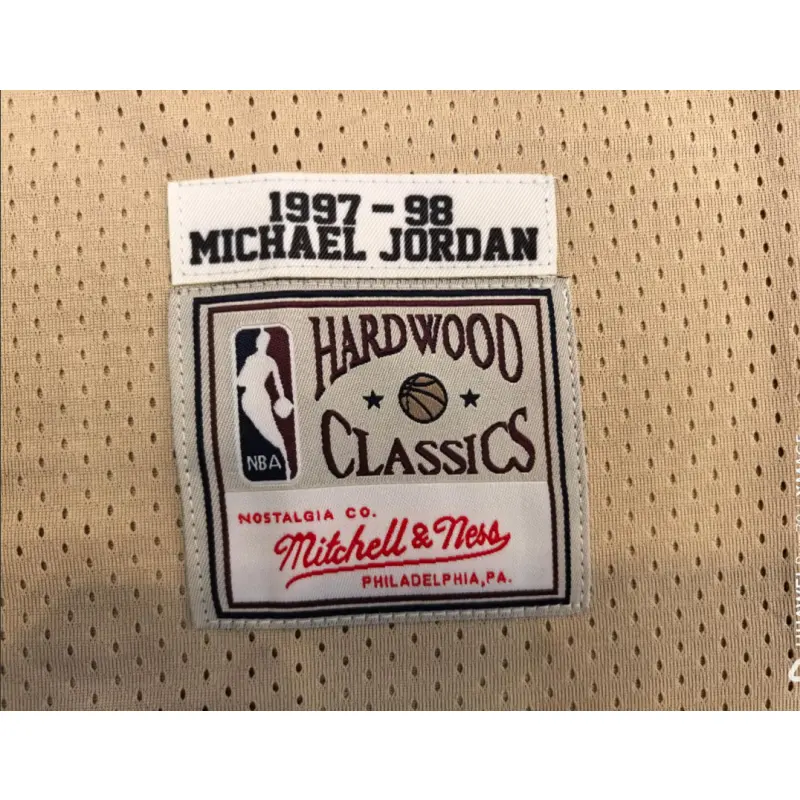 1997-98
MICHAEL JORDAN
HARDWOOD
CLASSICS
NBA
NOSTALGIA CO.
Mitchell & Ness
PHILADELPHIA, PA.